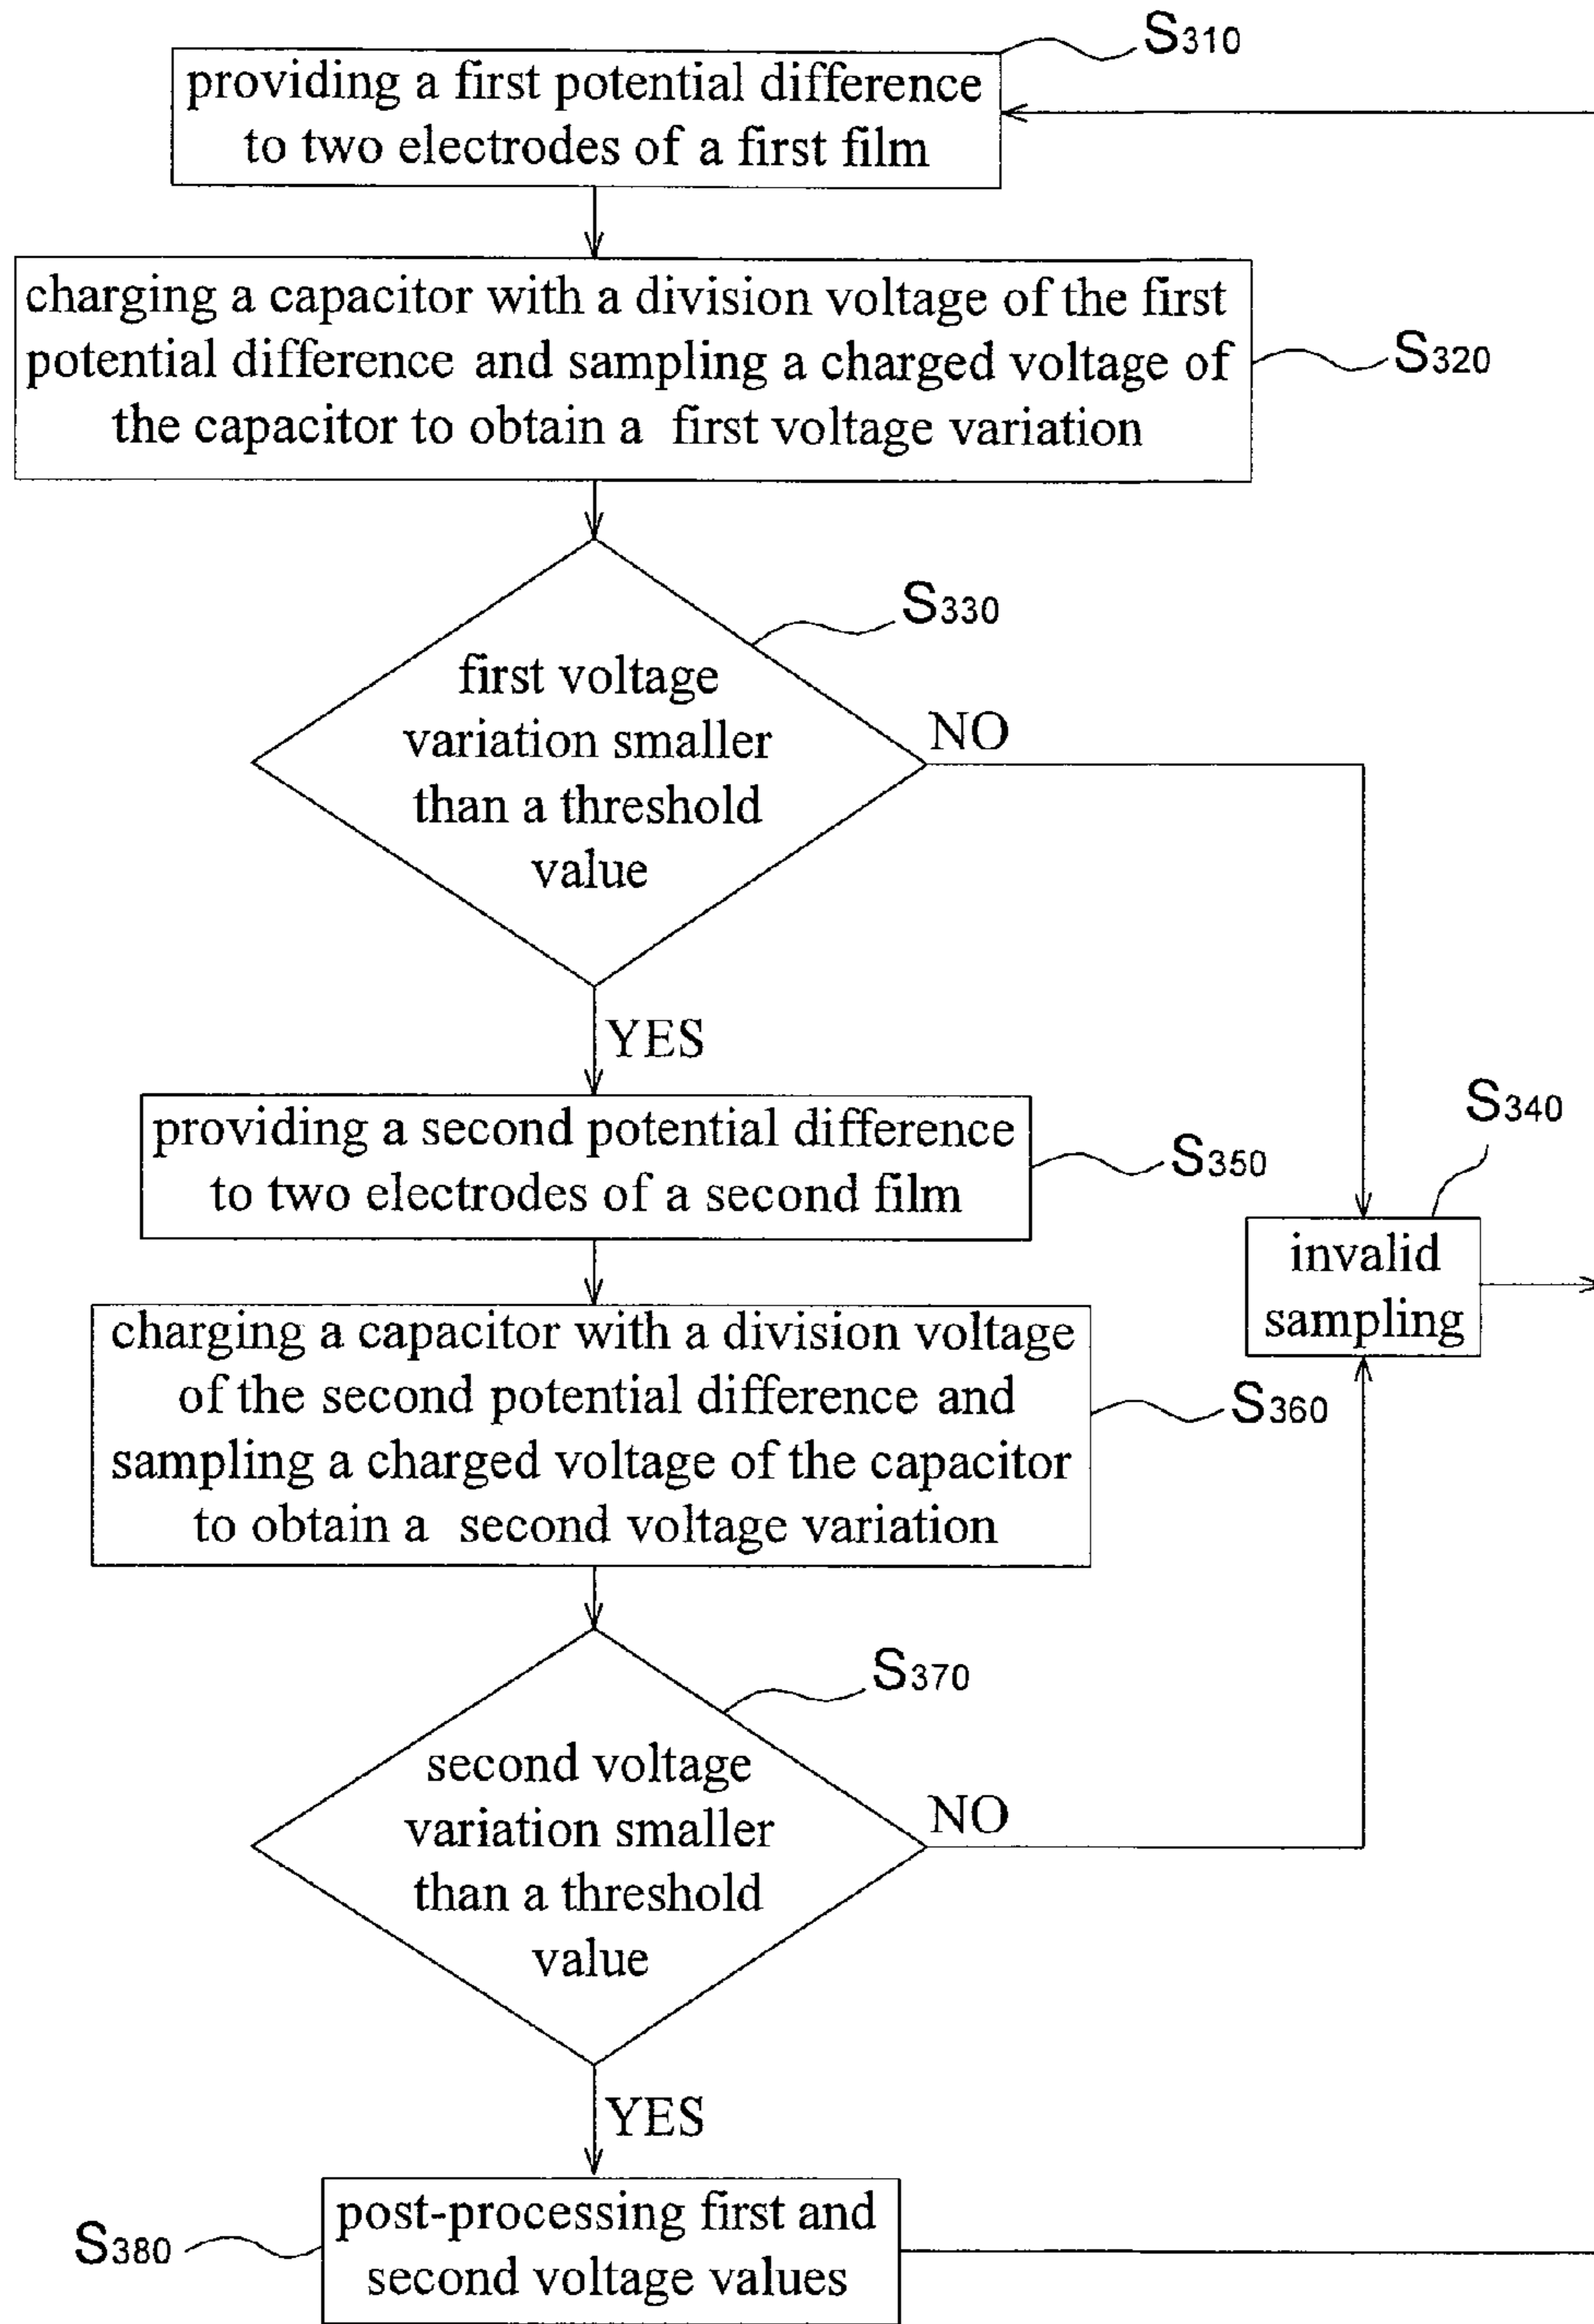 S310
providing a first potential difference
to two electrodes of a first film
charging a capacitor with a division voltage of the first
potential difference and sampling a charged voltage of
the capacitor to obtain a first voltage variation
S320
S330
first voltage
variation smaller
than a threshold
value
NO
YES
providing a second potential difference
to two electrodes of a second film
S350
S340
invalid
sampling
charging a capacitor with a division voltage
of the second potential difference and
sampling a charged voltage of the capacitor
to obtain a second voltage variation
S360
S370
second voltage
variation smaller
than a threshold
value
NO
YES
S380
post-processing first and
second voltage values